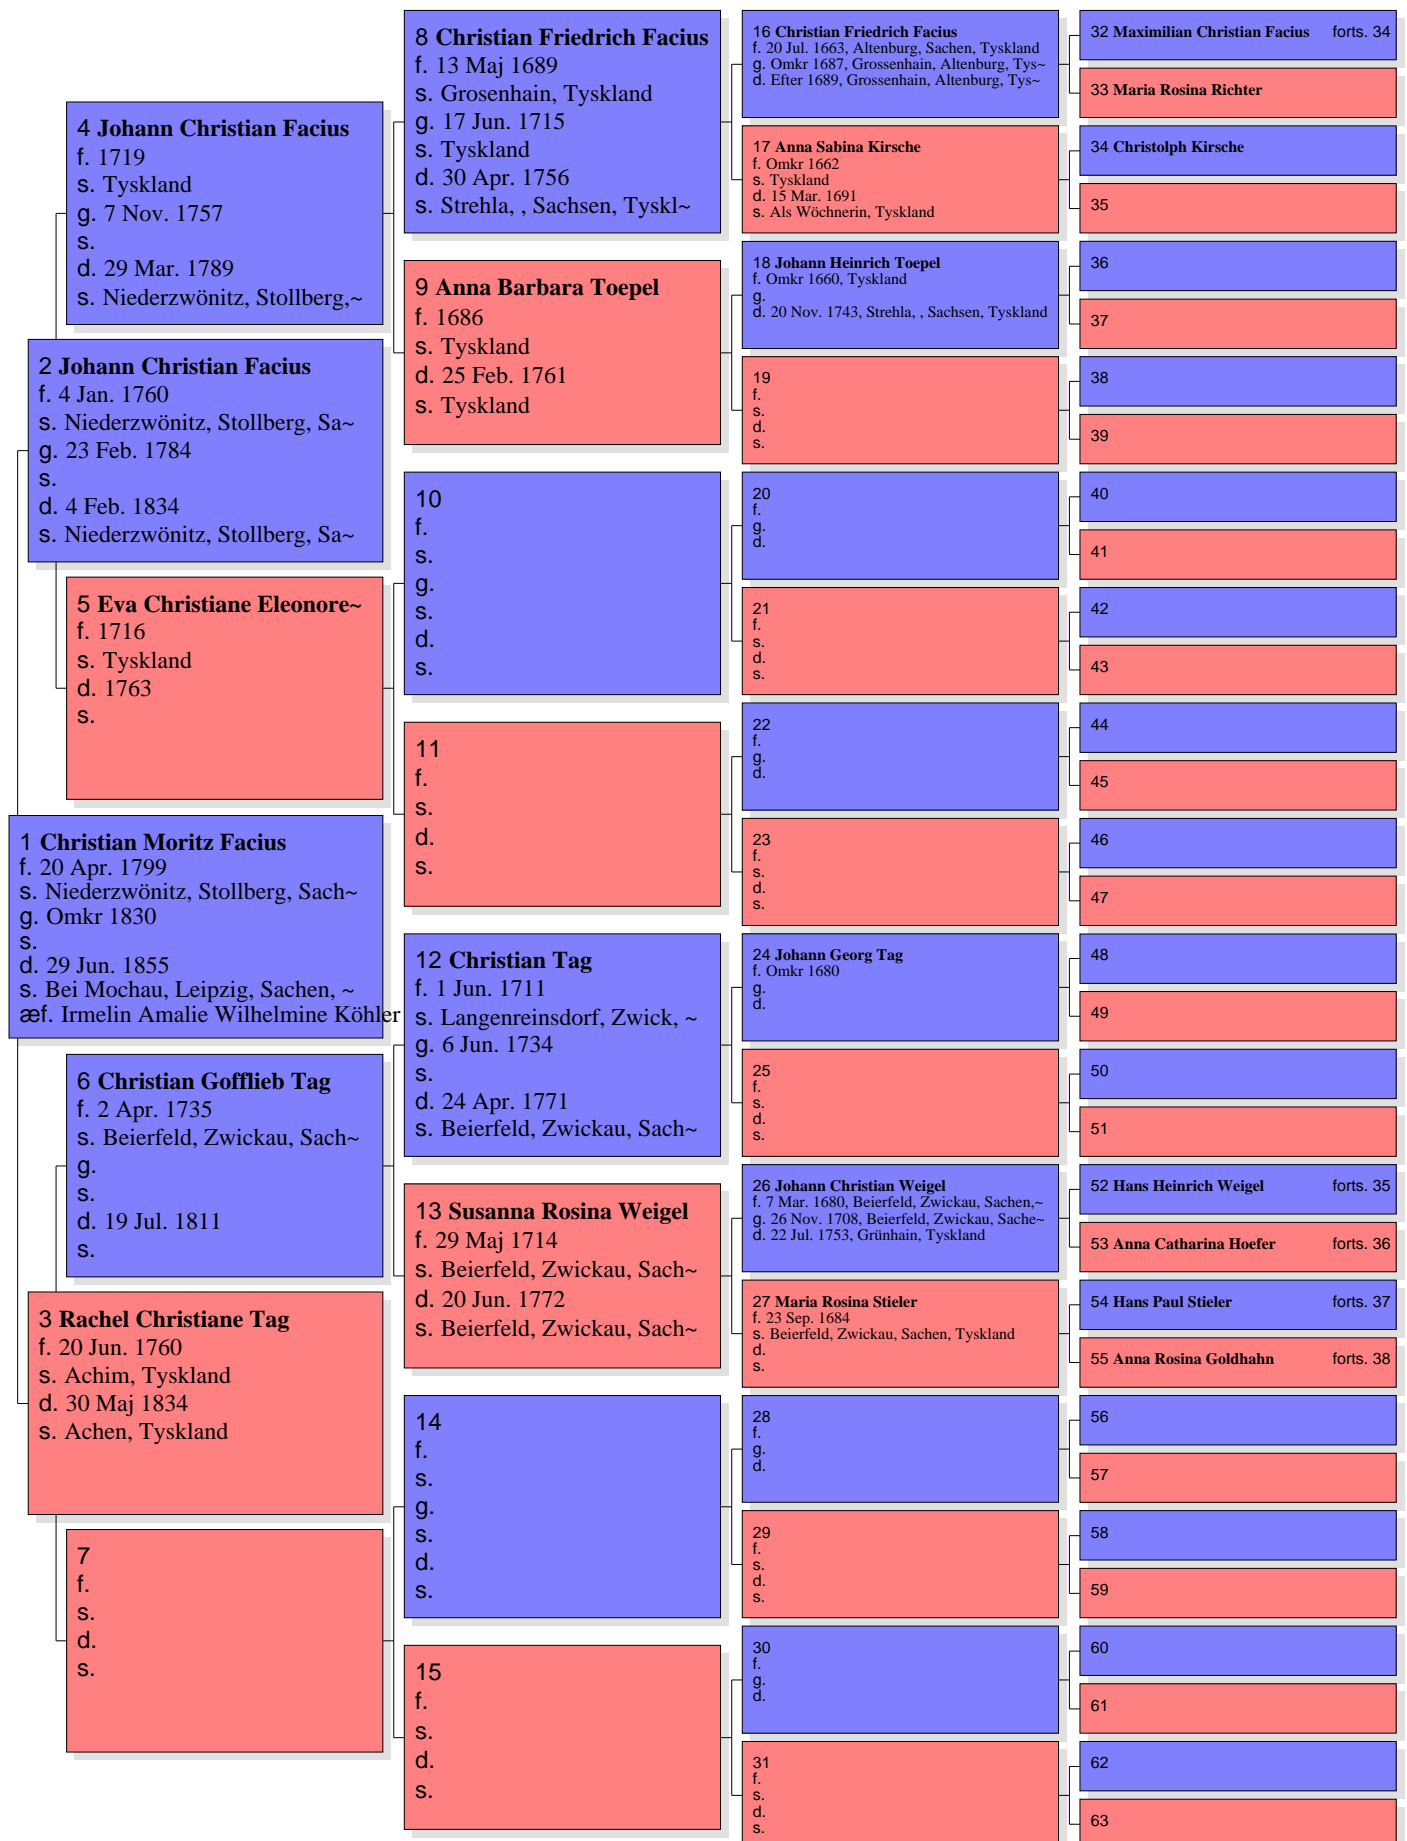 8 Christian Friedrich Facius
f. 13 Maj 1689
s. Grosenhain, Tyskland
g. 17 Jun. 1715
s. Tyskland
d. 30 Apr. 1756
s. Strehla, , Sachsen, Tyskl~
16 Christian Friedrich Facius
f. 20 Jul. 1663, Altenburg, Sachen, Tyskland
g. Omkr 1687, Grossenhain, Altenburg, Tys~
d. Efter 1689, Grossenhain, Altenburg, Tys~
32 Maximilian Christian Facius forts. 34
33 Maria Rosina Richter
4 Johann Christian Facius
f. 1719
s. Tyskland
g. 7 Nov. 1757
s.
d. 29 Mar. 1789
s. Niederzwönitz, Stollberg,~
17 Anna Sabina Kirsche
f. Omkr 1662
s. Tyskland
d. 15 Mar. 1691
s. Als Wöchnerin, Tyskland
34 Christolph Kirsche
35
9 Anna Barbara Toepel
f. 1686
s. Tyskland
d. 25 Feb. 1761
s. Tyskland
18 Johann Heinrich Toepel
f. Omkr 1660, Tyskland
g.
d. 20 Nov. 1743, Strehla, , Sachsen, Tyskland
36
37
2 Johann Christian Facius
f. 4 Jan. 1760
s. Niederzwönitz, Stollberg, Sa~
g. 23 Feb. 1784
s.
d. 4 Feb. 1834
s. Niederzwönitz, Stollberg, Sa~
19
f.
s.
d.
s.
38
39
10
f.
s.
g.
s.
d.
s.
20
f.
g.
d.
40
41
5 Eva Christiane Eleonore~
f. 1716
s. Tyskland
d. 1763
s.
21
f.
s.
d.
s.
42
43
11
f.
s.
d.
s.
22
f.
g.
d.
44
45
1 Christian Moritz Facius
f. 20 Apr. 1799
s. Niederzwönitz, Stollberg, Sach~
g. Omkr 1830
s.
d. 29 Jun. 1855
s. Bei Mochau, Leipzig, Sachen, ~
æf. Irmelin Amalie Wilhelmine Köhler
23
f.
s.
d.
s.
46
47
12 Christian Tag
f. 1 Jun. 1711
s. Langenreinsdorf, Zwick, ~
g. 6 Jun. 1734
s.
d. 24 Apr. 1771
s. Beierfeld, Zwickau, Sach~
24 Johann Georg Tag
f. Omkr 1680
g.
d.
48
49
6 Christian Gofflieb Tag
f. 2 Apr. 1735
s. Beierfeld, Zwickau, Sach~
g.
s.
d. 19 Jul. 1811
s.
25
f.
s.
d.
s.
50
51
13 Susanna Rosina Weigel
f. 29 Maj 1714
s. Beierfeld, Zwickau, Sach~
d. 20 Jun. 1772
s. Beierfeld, Zwickau, Sach~
26 Johann Christian Weigel
f. 7 Mar. 1680, Beierfeld, Zwickau, Sachen,~
g. 26 Nov. 1708, Beierfeld, Zwickau, Sache~
d. 22 Jul. 1753, Grünhain, Tyskland
52 Hans Heinrich Weigel forts. 35
53 Anna Catharina Hoefer forts. 36
3 Rachel Christiane Tag
f. 20 Jun. 1760
s. Achim, Tyskland
d. 30 Maj 1834
s. Achen, Tyskland
27 Maria Rosina Stieler
f. 23 Sep. 1684
s. Beierfeld, Zwickau, Sachen, Tyskland
d.
s.
54 Hans Paul Stieler forts. 37
55 Anna Rosina Goldhahn forts. 38
14
f.
s.
g.
s.
d.
s.
28
f.
g.
d.
56
57
7
f.
s.
d.
s.
29
f.
s.
d.
s.
58
59
15
f.
s.
d.
s.
30
f.
g.
d.
60
61
31
f.
s.
d.
s.
62
63